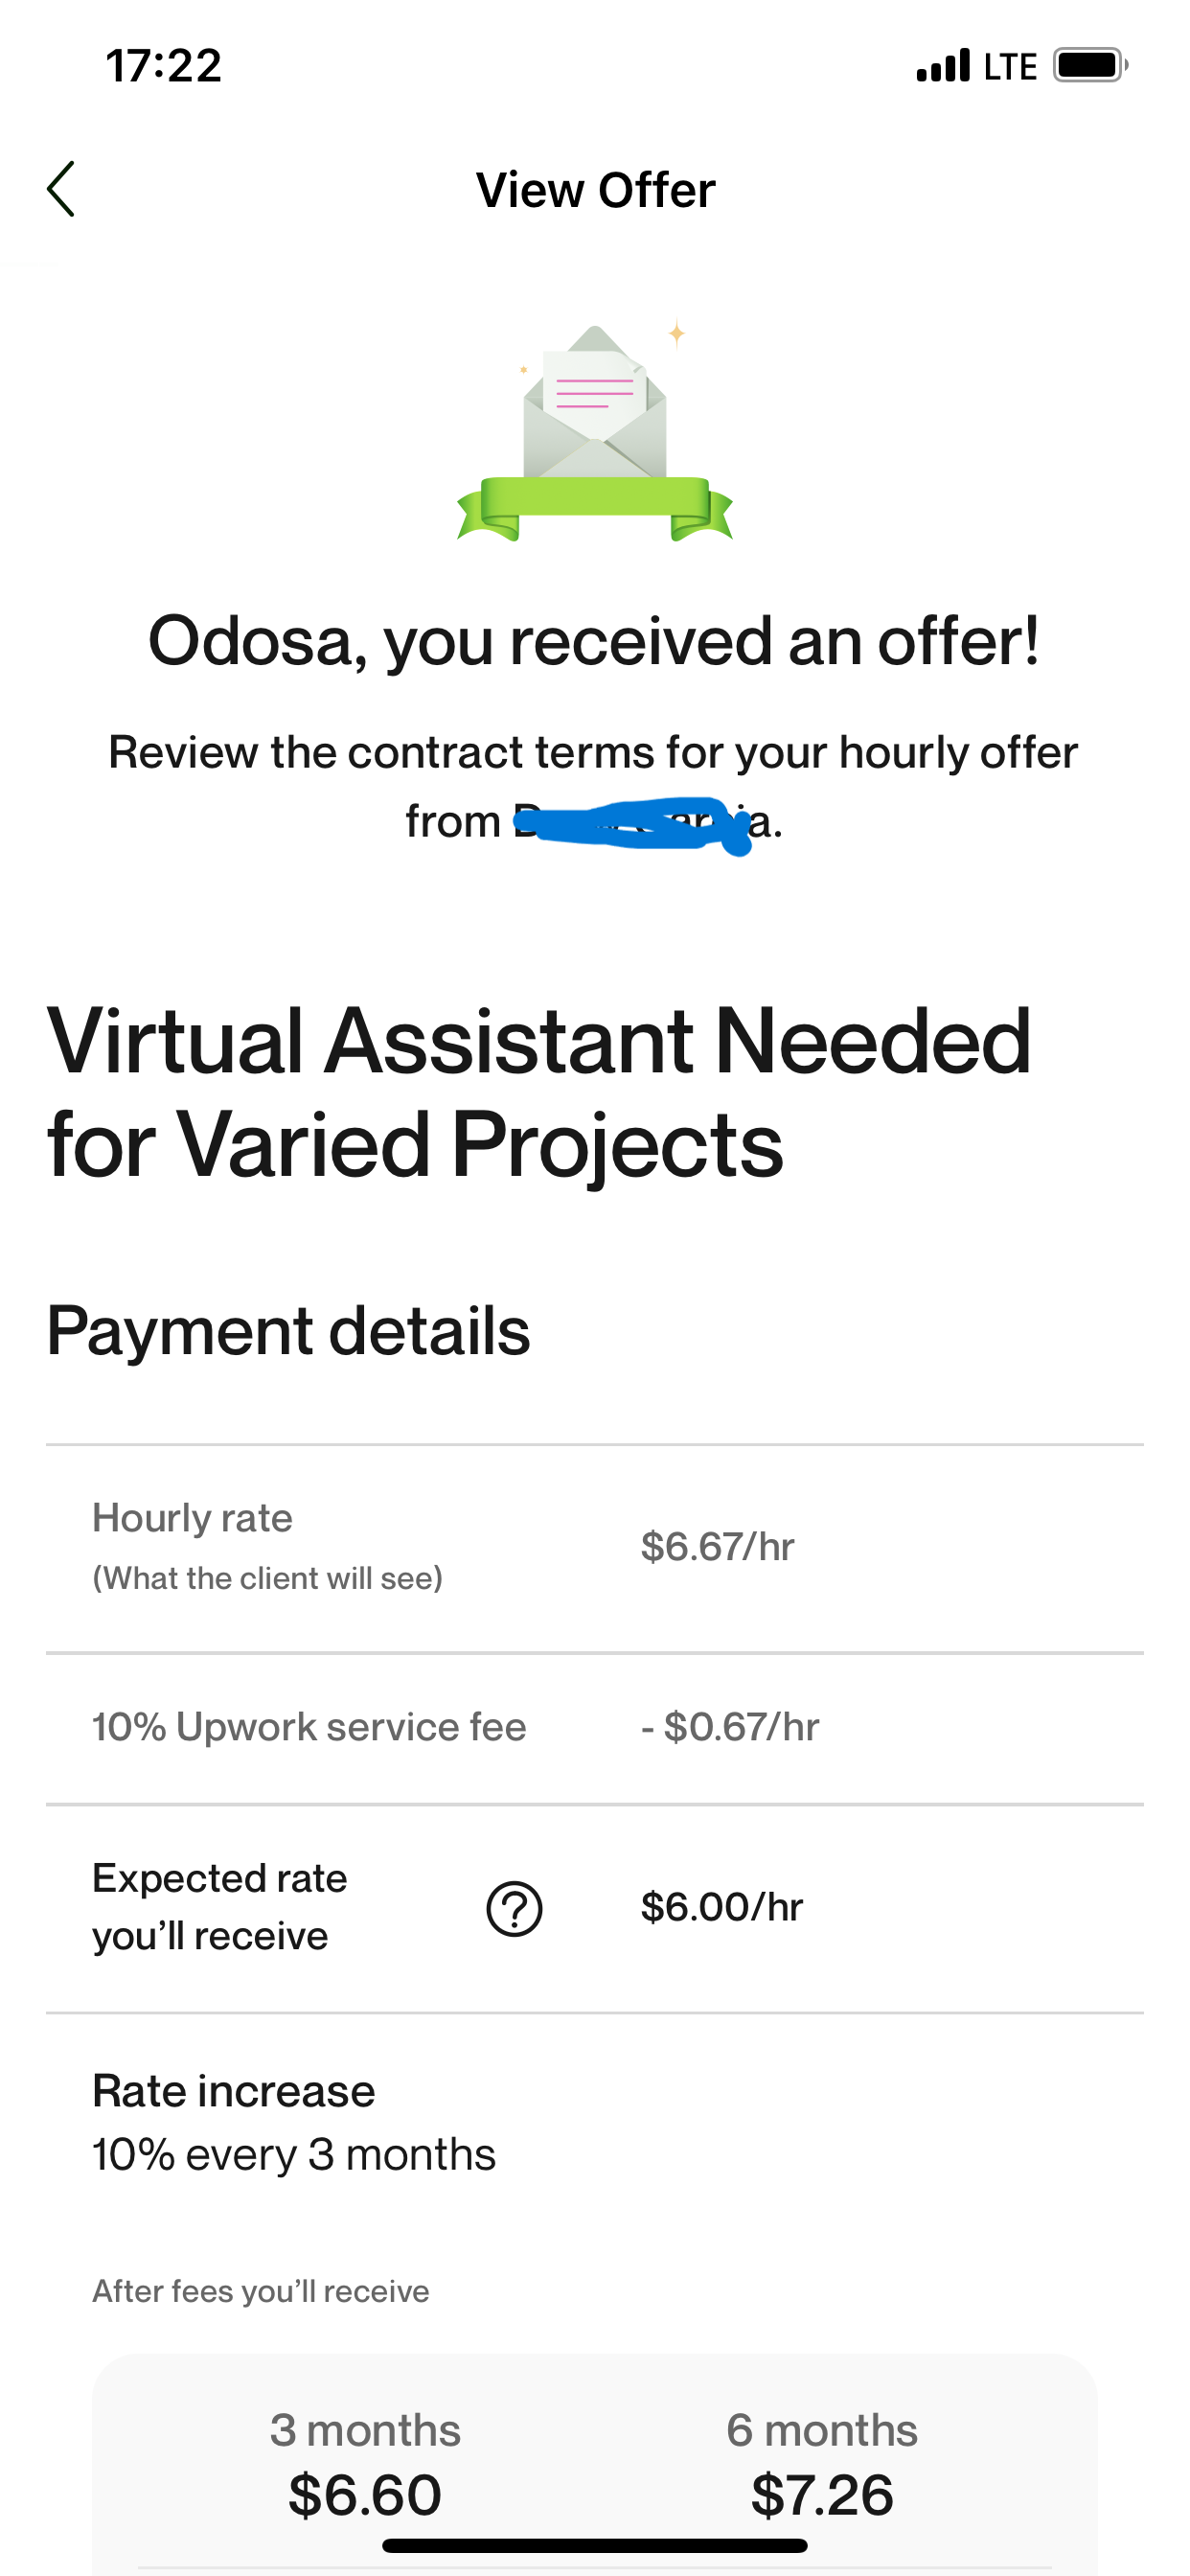 17:22
LTE
View Offer
Odosa, you received an offer!
Review the contract terms for your hourly offer
from
Virtual Assistant Needed
for Varied Projects
Payment details
Hourly rate
(What the client will see)
$6.67/hr
10% Upwork service fee
- $0.67/hr
Expected rate
you’ll receive
?
$6.00/hr
Rate increase
10% every 3 months
After fees you’ll receive
3 months
$6.60
6 months
$7.26